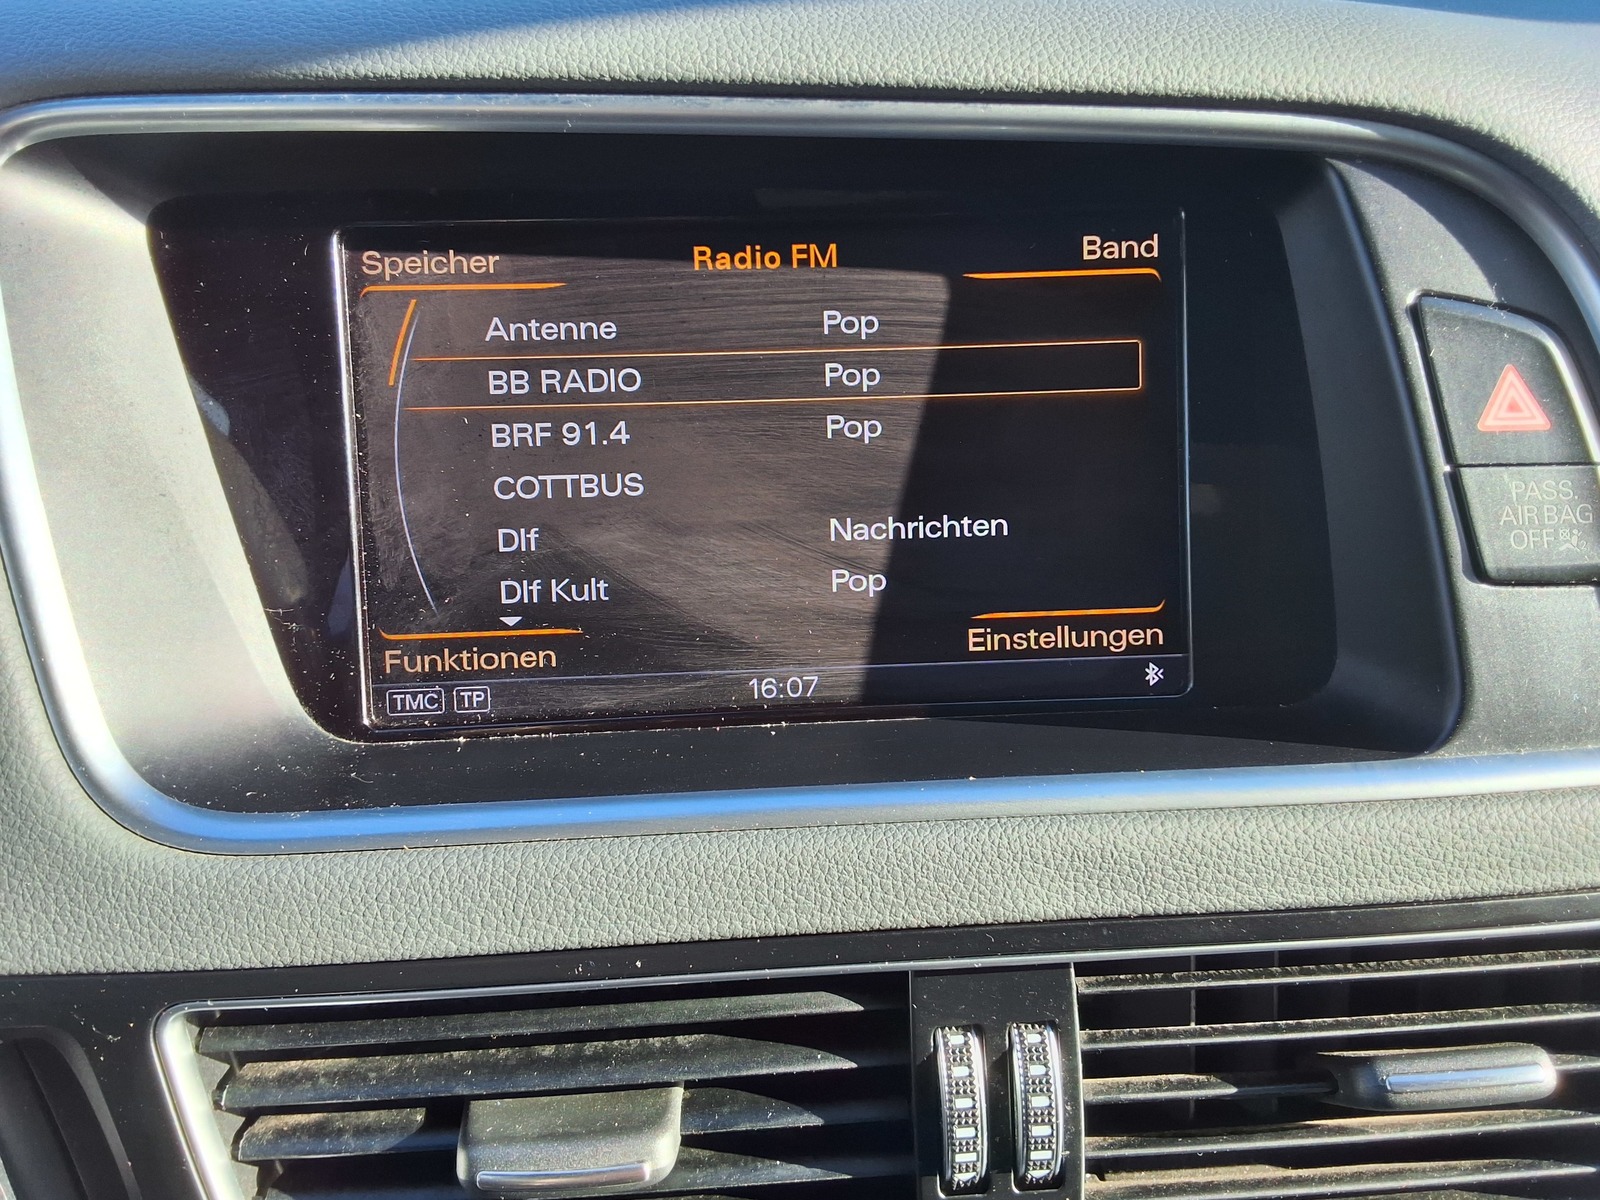 Speicher Radio FM Band
Antenne Pop
BB RADIO Pop
BRF 91.4 Pop
COTTBUS
Dlf Nachrichten
Dlf Kult Pop
Funktionen Einstellungen
TMC TP 16:07
PASS.
AIR BAG
OFF